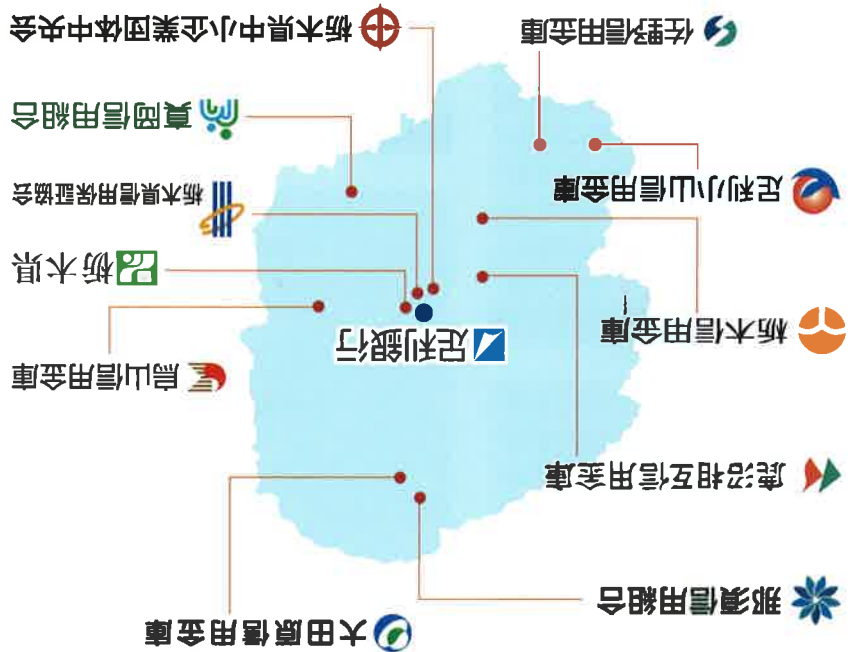 大田原信用金庫
那須信用組合
鹿沼相互信用金庫
烏山信用金庫
足利銀行
栃木信用金庫
栃木県
栃木県信用保証協会
足利小山信用金庫
真岡信用組合
佐野信用金庫
栃木県中小企業団体中央会